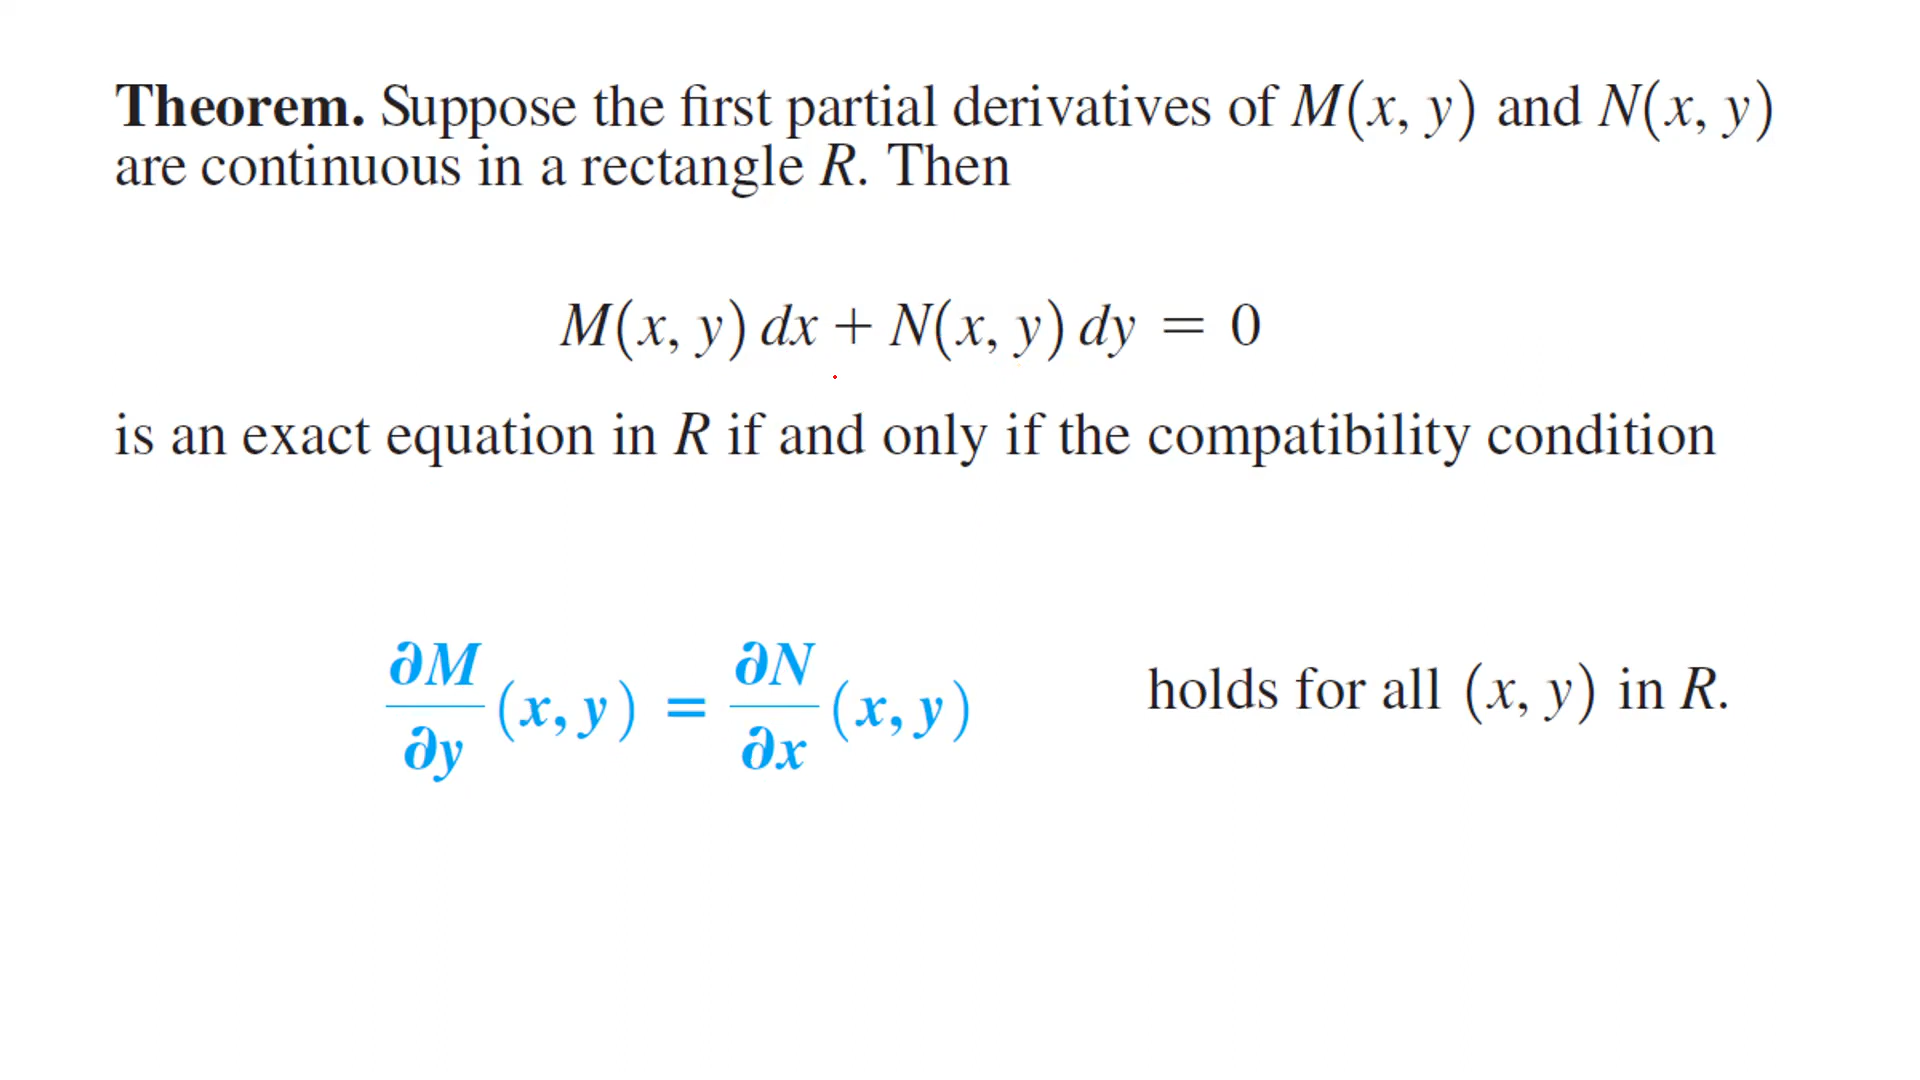 Theorem. Suppose the first partial derivatives of M(x, y) and N(x, y)
are continuous in a rectangle R. Then
M(x, y) dx + N(x, y) dy = 0
is an exact equation in R if and only if the compatibility condition
∂M/∂y (x, y) = ∂N/∂x (x, y) holds for all (x, y) in R.